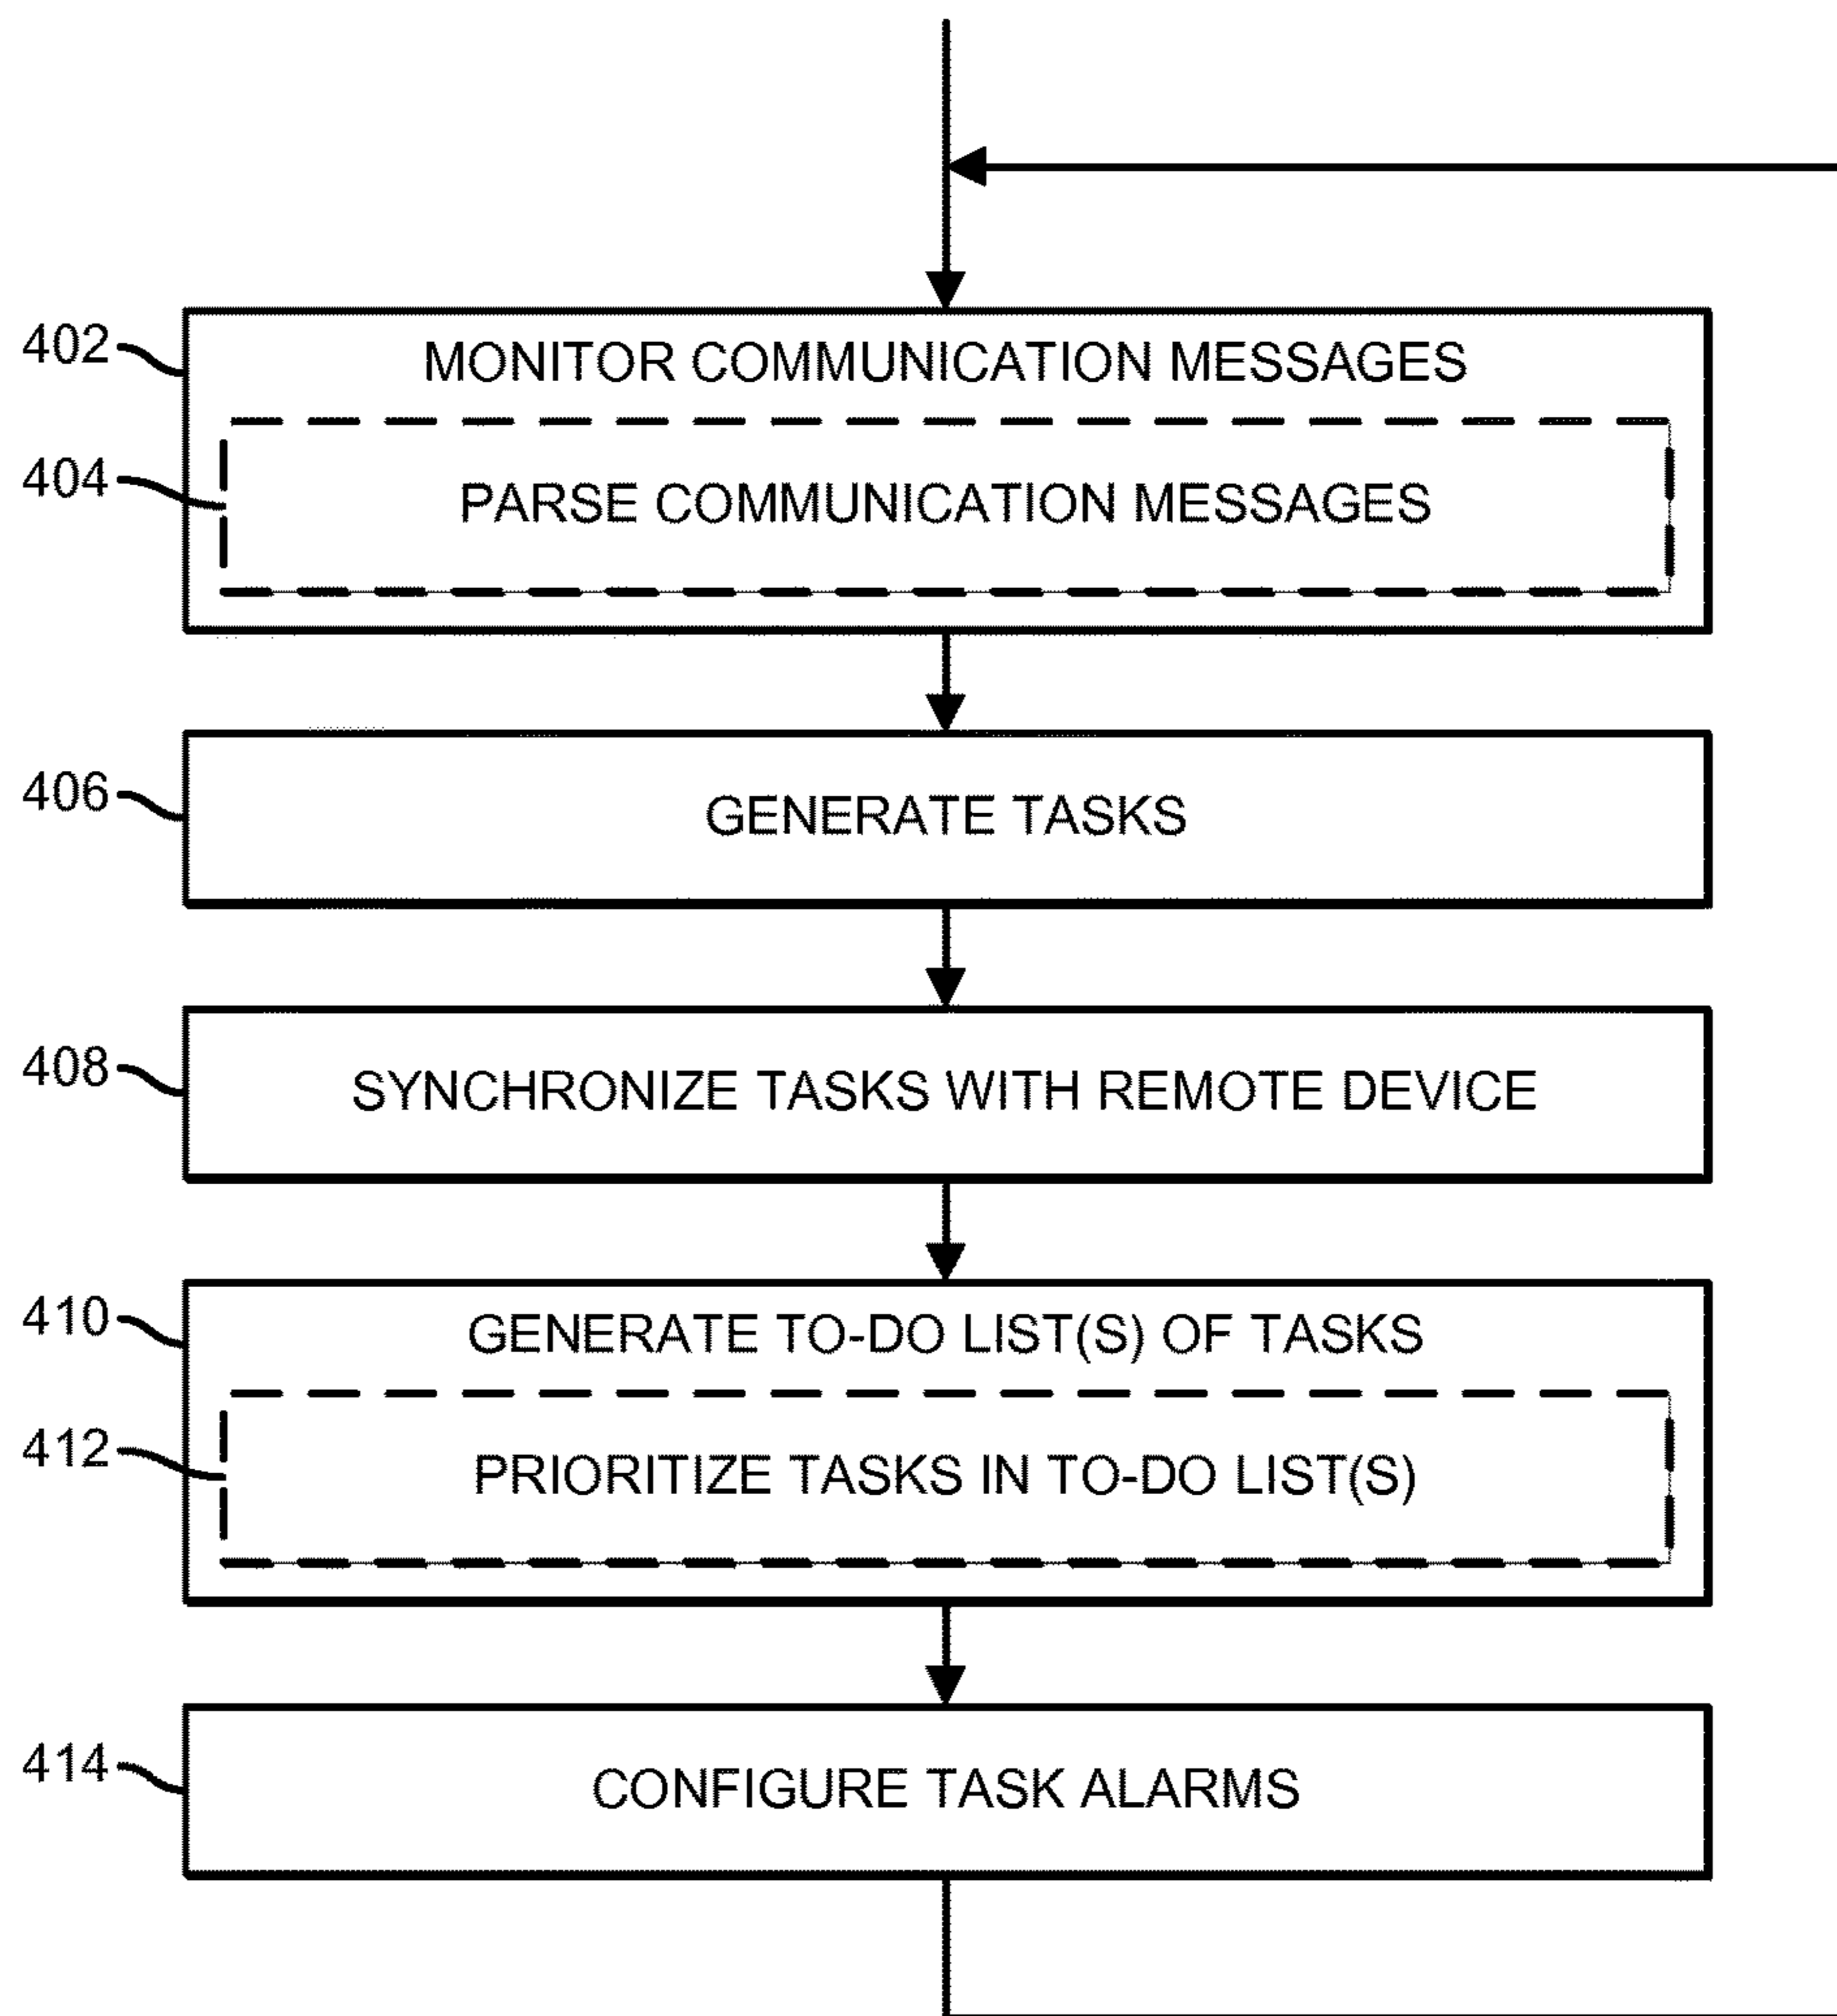 402
MONITOR COMMUNICATION MESSAGES
404
PARSE COMMUNICATION MESSAGES
406
GENERATE TASKS
408
SYNCHRONIZE TASKS WITH REMOTE DEVICE
410
GENERATE TO-DO LIST(S) OF TASKS
412
PRIORITIZE TASKS IN TO-DO LIST(S)
414
CONFIGURE TASK ALARMS